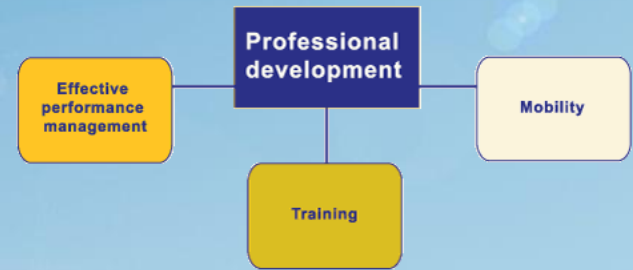 Professional
development
Effective
performance
management
Mobility
Training